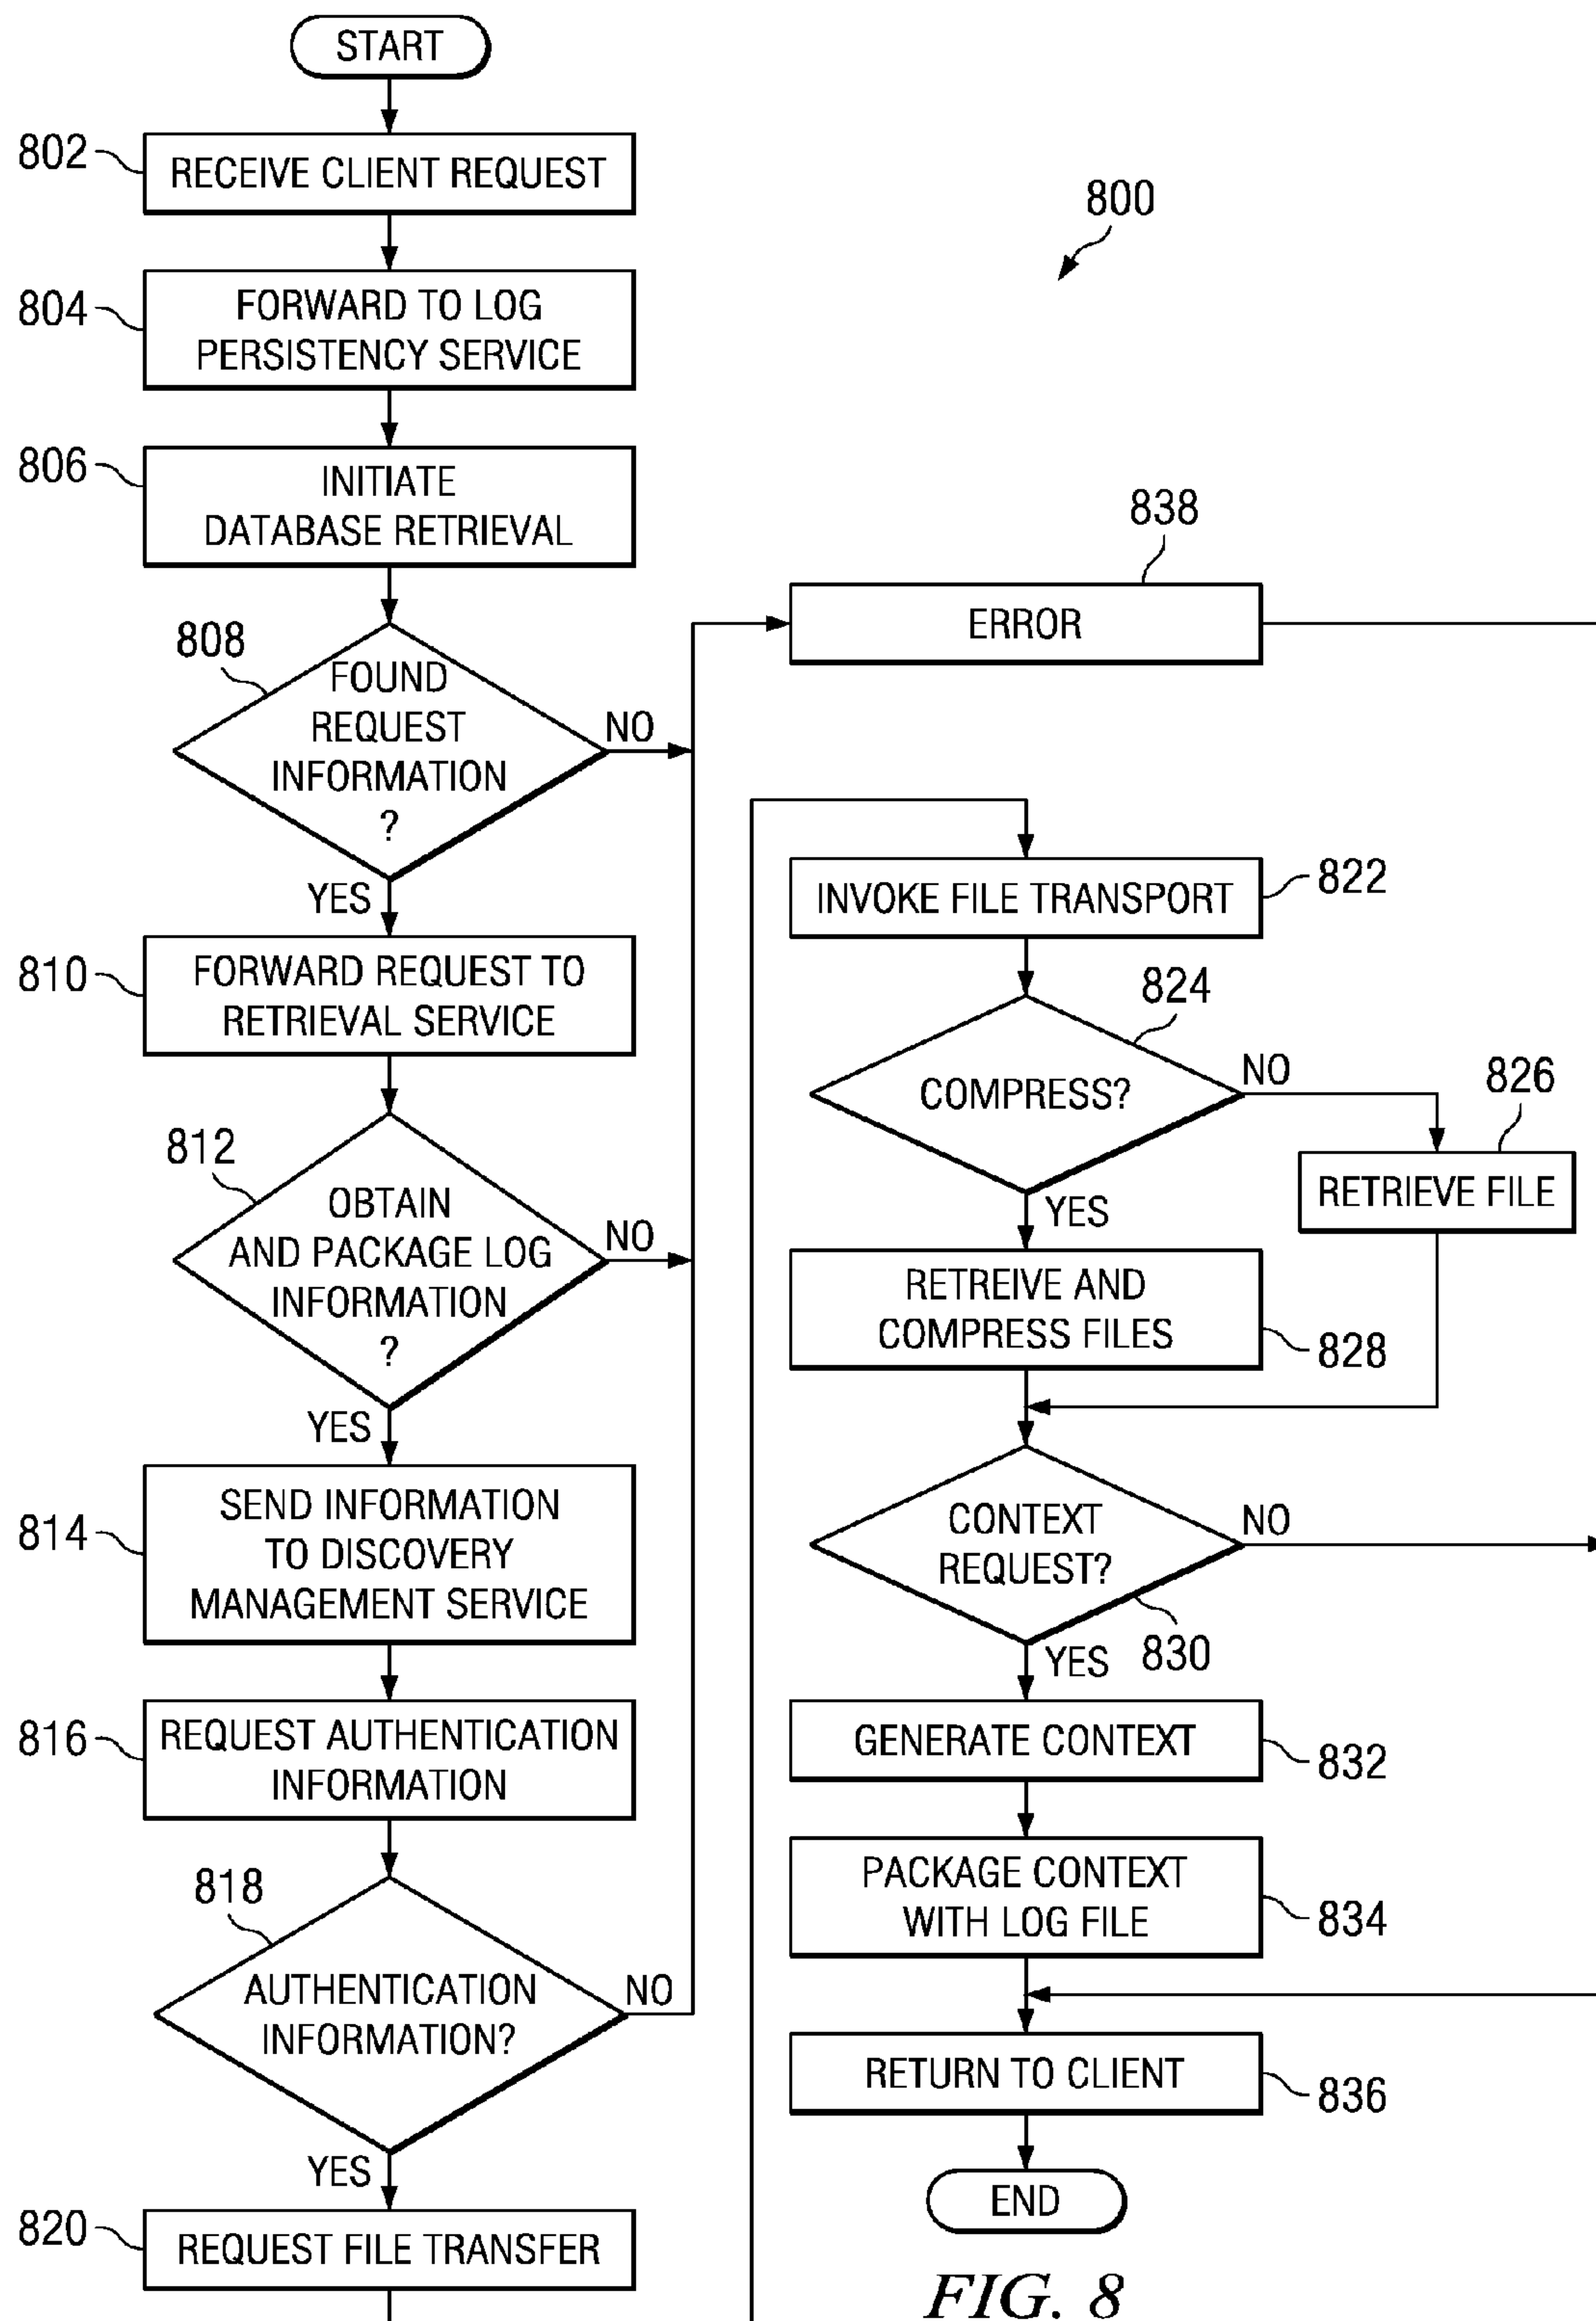 START
802
RECEIVE CLIENT REQUEST
804
FORWARD TO LOG
PERSISTENCY SERVICE
806
INITIATE
DATABASE RETRIEVAL
808
FOUND
REQUEST
INFORMATION
?
NO
YES
810
FORWARD REQUEST TO
RETRIEVAL SERVICE
812
OBTAIN
AND PACKAGE LOG
INFORMATION
?
NO
YES
814
SEND INFORMATION
TO DISCOVERY
MANAGEMENT SERVICE
816
REQUEST AUTHENTICATION
INFORMATION
818
AUTHENTICATION
INFORMATION?
NO
YES
820
REQUEST FILE TRANSFER
800
838
ERROR
INVOKE FILE TRANSPORT
822
824
COMPRESS?
NO
826
RETRIEVE FILE
YES
RETREIVE AND
COMPRESS FILES
828
CONTEXT
REQUEST?
NO
830
YES
GENERATE CONTEXT
832
PACKAGE CONTEXT
WITH LOG FILE
834
RETURN TO CLIENT
836
END
FIG. 8